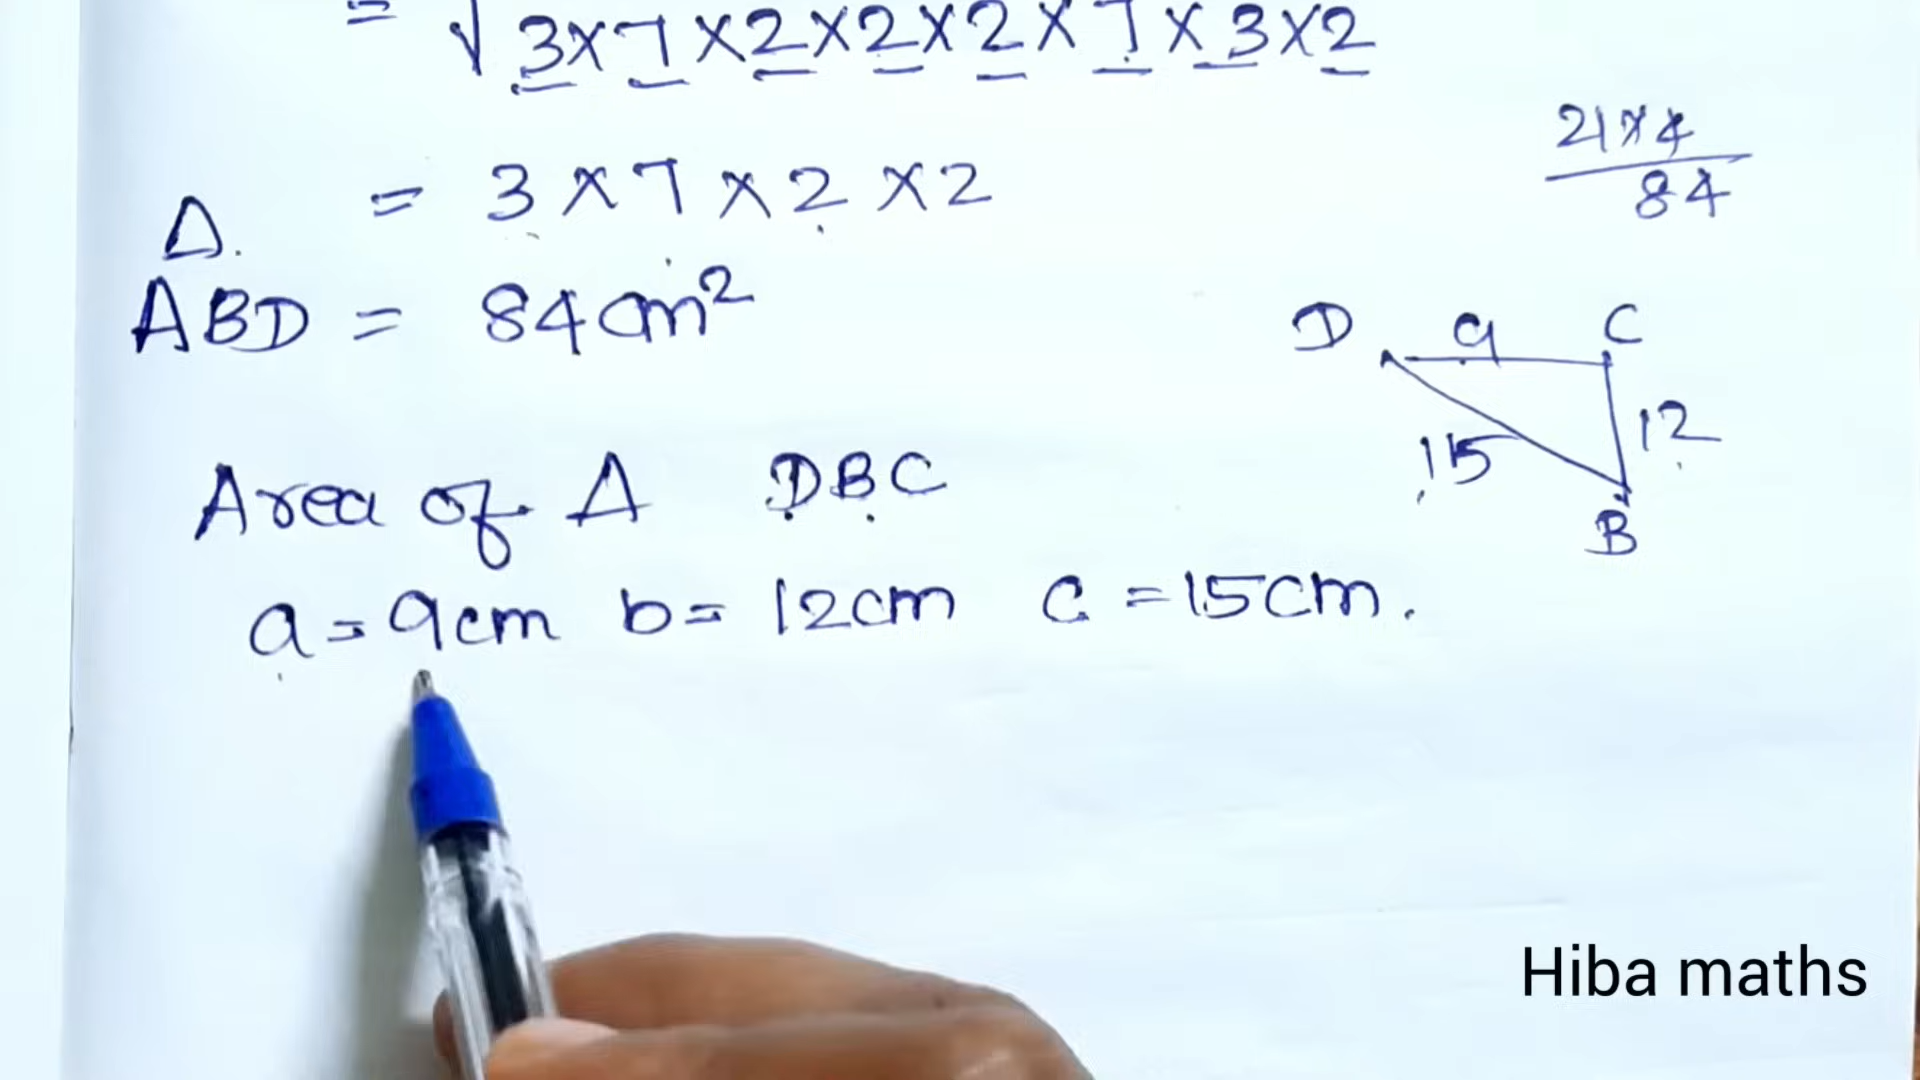 = √3×7×2×2×2×7×3×2
21×4
84
Δ = 3×7×2×2
ABD = 84cm²
D 9 C
15 12
B
Area of Δ DBC
a = 9cm b = 12cm c = 15cm.
Hiba maths